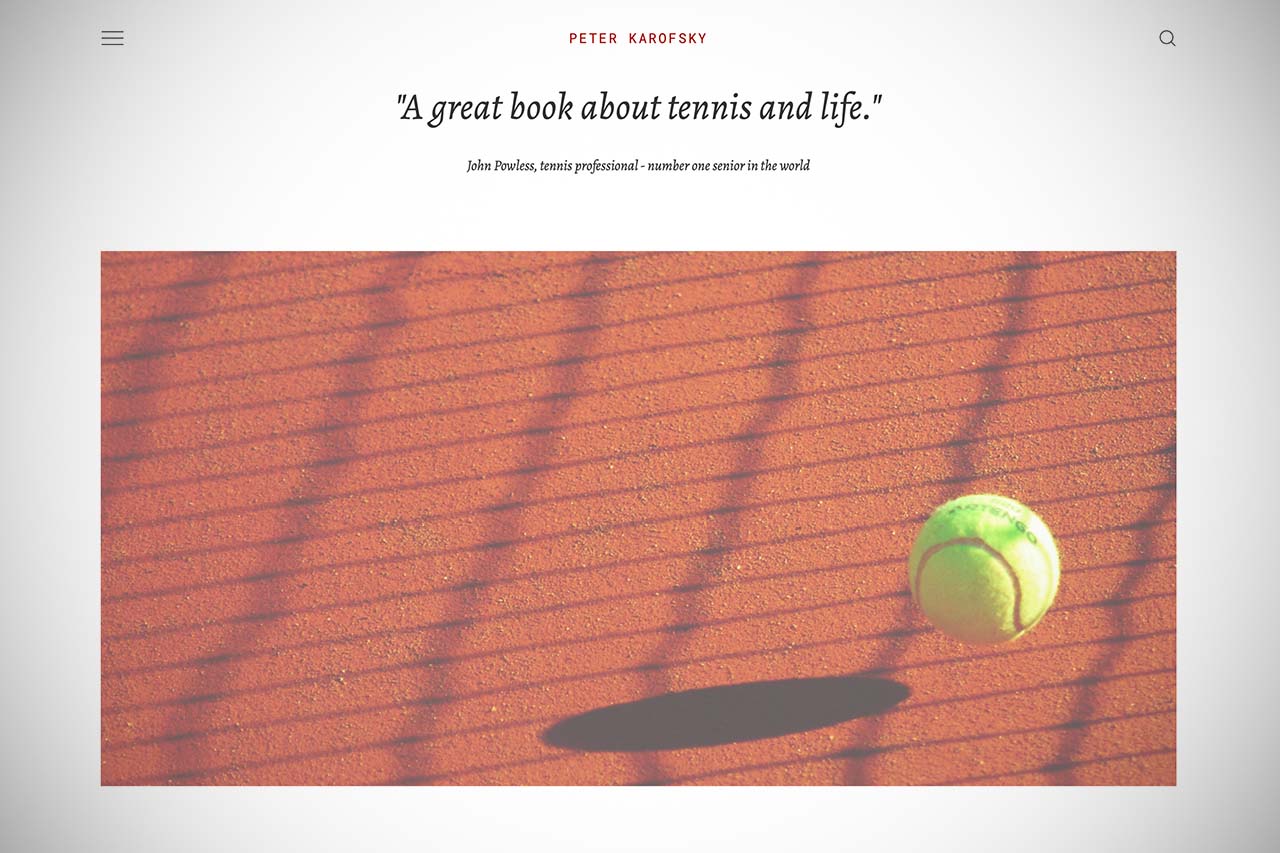 PETER KAROFSKY
"A great book about tennis and life."
John Powless, tennis professional - number one senior in the world